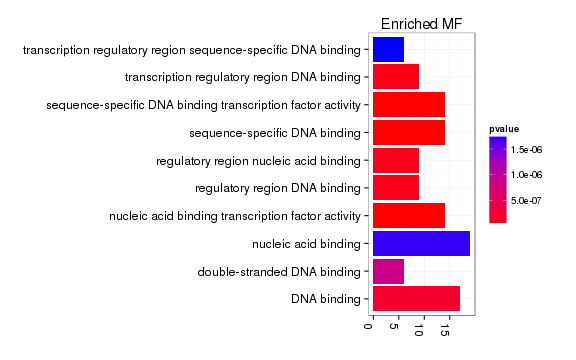 Enriched MF
transcription regulatory region sequence-specific DNA binding
transcription regulatory region DNA binding
sequence-specific DNA binding transcription factor activity
sequence-specific DNA binding
regulatory region nucleic acid binding
regulatory region DNA binding
nucleic acid binding transcription factor activity
nucleic acid binding
double-stranded DNA binding
DNA binding
0
5
10
15
pvalue
1.5e-06
1.0e-06
5.0e-07